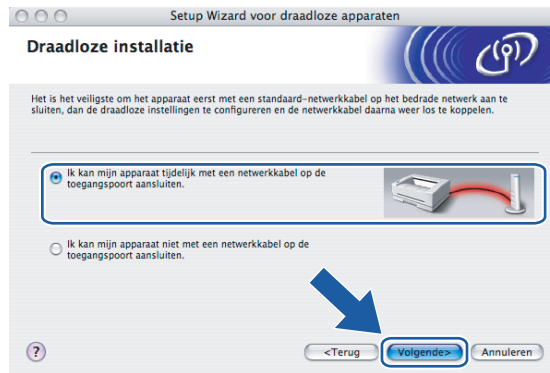 Setup Wizard voor draadloze apparaten
Draadloze installatie
Het is het veiligste om het apparaat eerst met een standaard-netwerkkabel op het bedrade netwerk aan te
sluiten, dan de draadloze instellingen te configureren en de netwerkkabel daarna weer los te koppelen.
Ik kan mijn apparaat tijdelijk met een netwerkkabel op de
toegangspoort aansluiten.
Ik kan mijn apparaat niet met een netwerkkabel op de
toegangspoort aansluiten.
?
<Terug
Volgende>
Annuleren